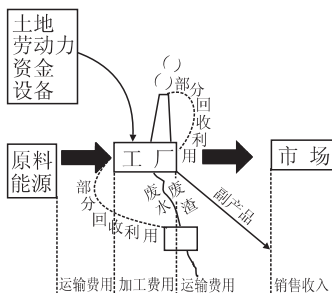 土地
劳动力
资金
设备
部分回收利用
原料
能源
工厂
市场
部分回收利用
废水
废渣
副产品
运输费用
加工费用
运输费用
销售收入